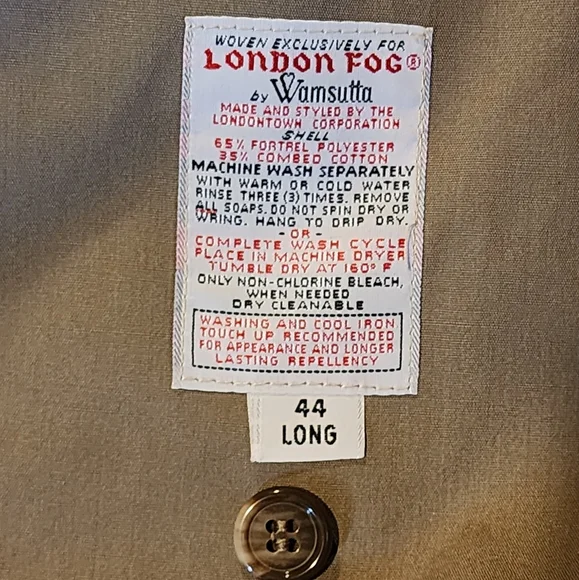 WOVEN EXCLUSIVELY FOR
LONDON FOG®
by Wamsutta
MADE AND STYLED BY THE
LONDONTOWN CORPORATION
SHELL
65% FORTREL POLYESTER
35% COMBED COTTON
MACHINE WASH SEPARATELY
WITH WARM OR COLD WATER
RINSE THREE (3) TIMES. REMOVE
ALL SOAPS. DO NOT SPIN DRY OR
WRING. HANG TO DRIP DRY.
- OR -
COMPLETE WASH CYCLE
PLACE IN MACHINE DRYER
TUMBLE DRY AT 160° F
ONLY NON-CHLORINE BLEACH,
WHEN NEEDED
DRY CLEANABLE
WASHING AND COOL IRON
TOUCH UP RECOMMENDED
FOR APPEARANCE AND LONGER
LASTING REPELLENCY
44
LONG